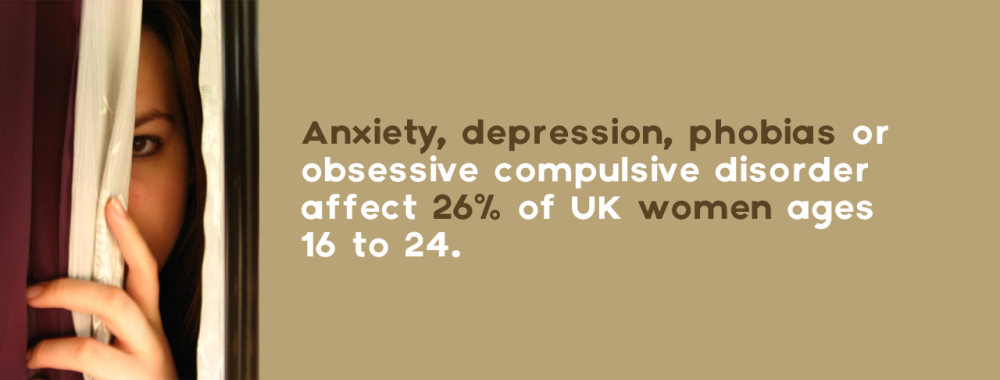 Anxiety, depression, phobias or
obsessive compulsive disorder
affect 26% of UK women ages
16 to 24.